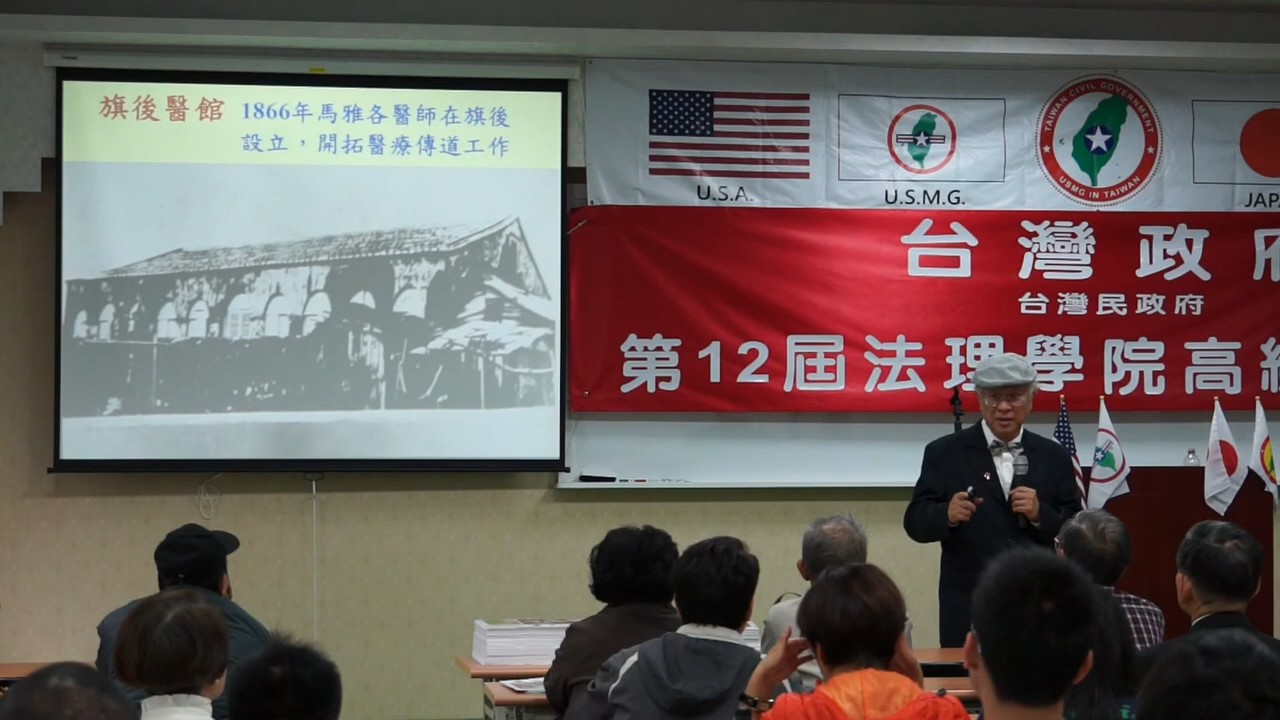 旗後醫館
1866年馬雅各醫師在旗後
設立，開拓醫療傳道工作
U.S.A.
U.S.M.G.
TAIWAN CIVIL GOVERNMENT
USMG IN TAIWAN
JAP
台灣政府
台灣民政府
第12屆法理學院高